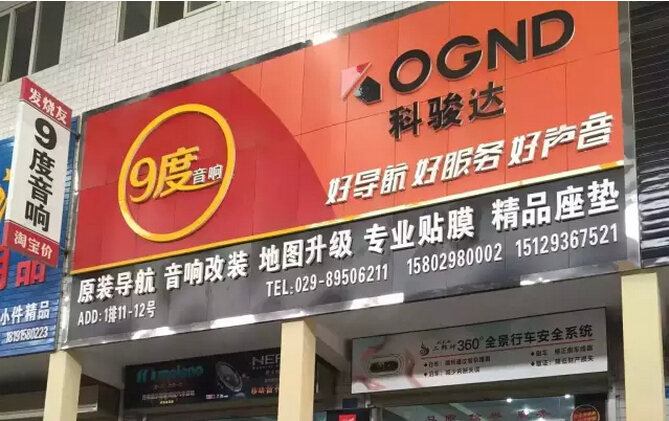 OGND
科骏达
9度音响
好导航 好服务 好声音
原装导航 音响改装 地图升级 专业贴膜 精品座垫
ADD:1排11-12号
TEL:029-89506211 15802980002 15129367521
发烧友
9度音响
淘宝价
小件精品
18191580223
malata
360°全景行车安全系统